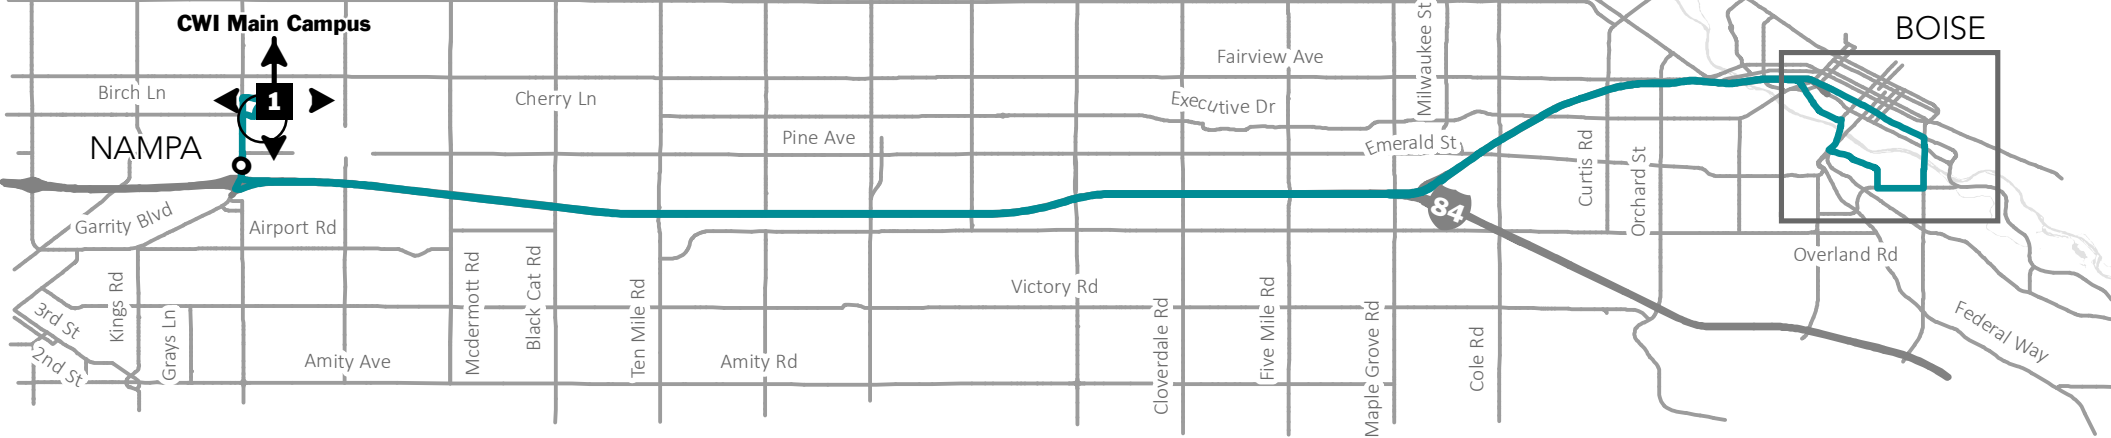 CWI Main Campus
BOISE
Milwaukee St
Fairview Ave
Birch Ln
1
Cherry Ln
Executive Dr
Pine Ave
Emerald St
NAMPA
Curtis Rd
Orchard St
84
Garrity Blvd
Airport Rd
Overland Rd
Kings Rd
Mcdermott Rd
Black Cat Rd
Ten Mile Rd
Victory Rd
Cloverdale Rd
Five Mile Rd
Maple Grove Rd
Cole Rd
Federal Way
3rd St
Grays Ln
2nd St
Amity Ave
Amity Rd